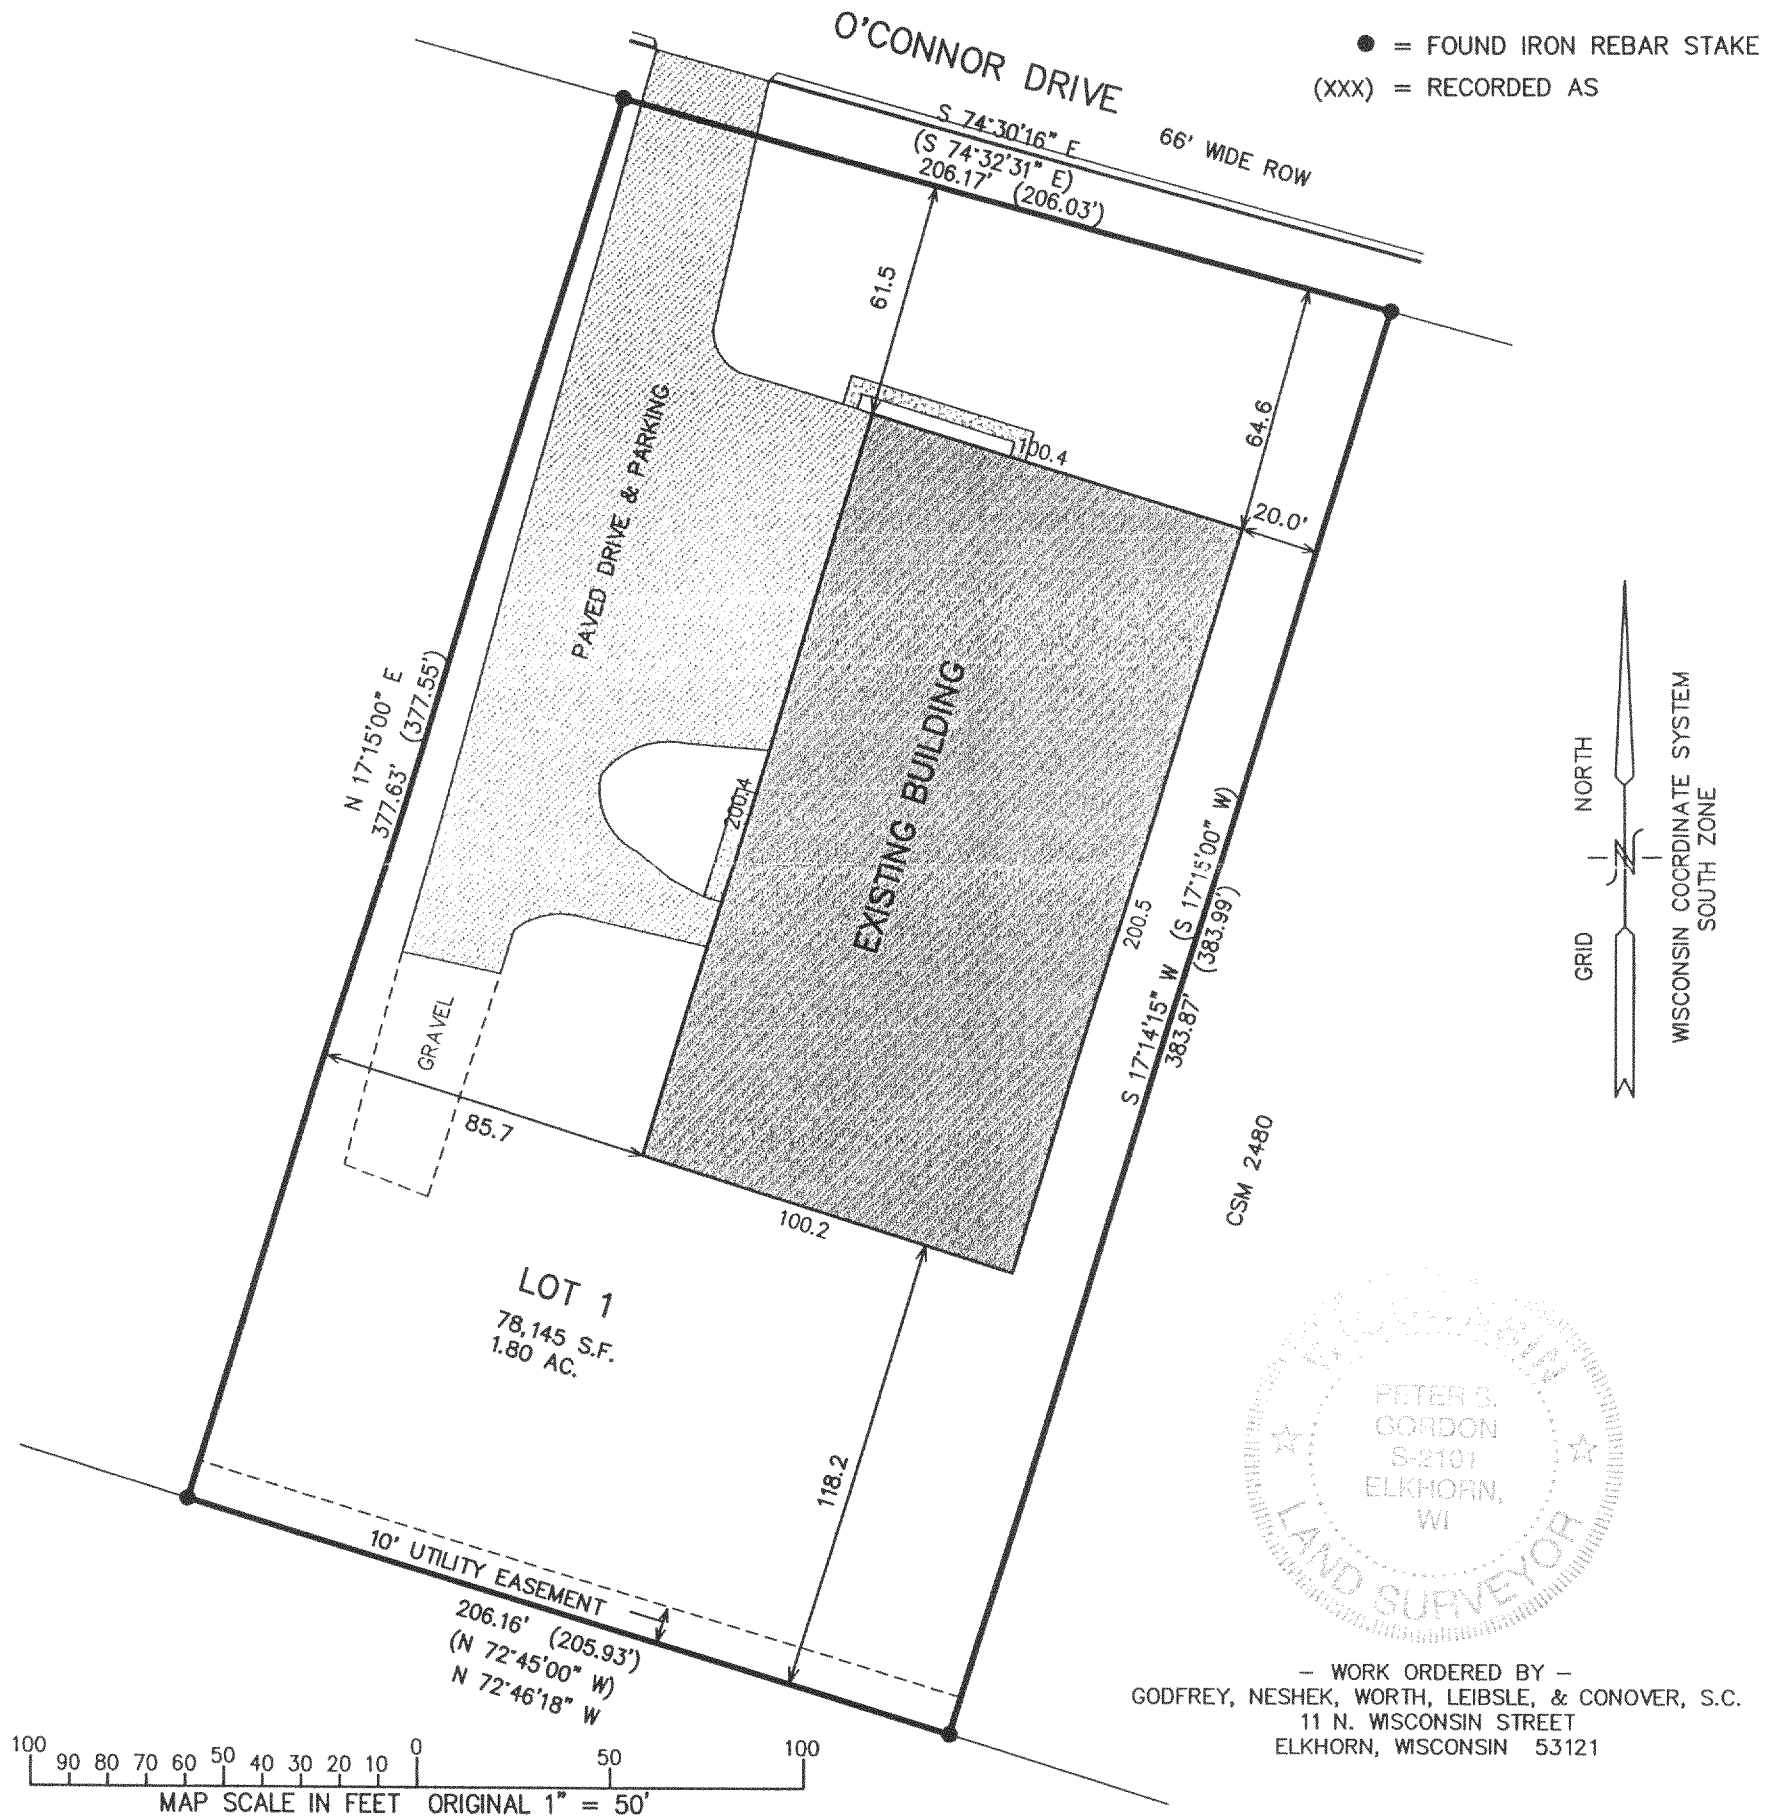 O'CONNOR DRIVE
● = FOUND IRON REBAR STAKE
(XXX) = RECORDED AS
S 74°30'16" E
(S 74°32'31" E)
206.17' (206.03')
66' WIDE ROW
61.5
64.6
100.4
20.0'
PAVED DRIVE & PARKING
EXISTING BUILDING
200.4
200.5
N 17°15'00" E
377.63' (377.55')
S 17°14'15" W (S 17°15'00" W)
383.87' (383.99')
GRAVEL
85.7
100.2
CSM 2480
LOT 1
78,145 S.F.
1.80 AC.
118.2
10' UTILITY EASEMENT
206.16' (205.93')
(N 72°45'00" W)
N 72°46'18" W
GRID NORTH
N
WISCONSIN COORDINATE SYSTEM
SOUTH ZONE
WISCONSIN
PETER S.
GORDON
S-2101
ELKHORN,
WI
LAND SURVEYOR
– WORK ORDERED BY –
GODFREY, NESHEK, WORTH, LEIBSLE, & CONOVER, S.C.
11 N. WISCONSIN STREET
ELKHORN, WISCONSIN 53121
100 90 80 70 60 50 40 30 20 10 0 50 100
MAP SCALE IN FEET ORIGINAL 1" = 50'